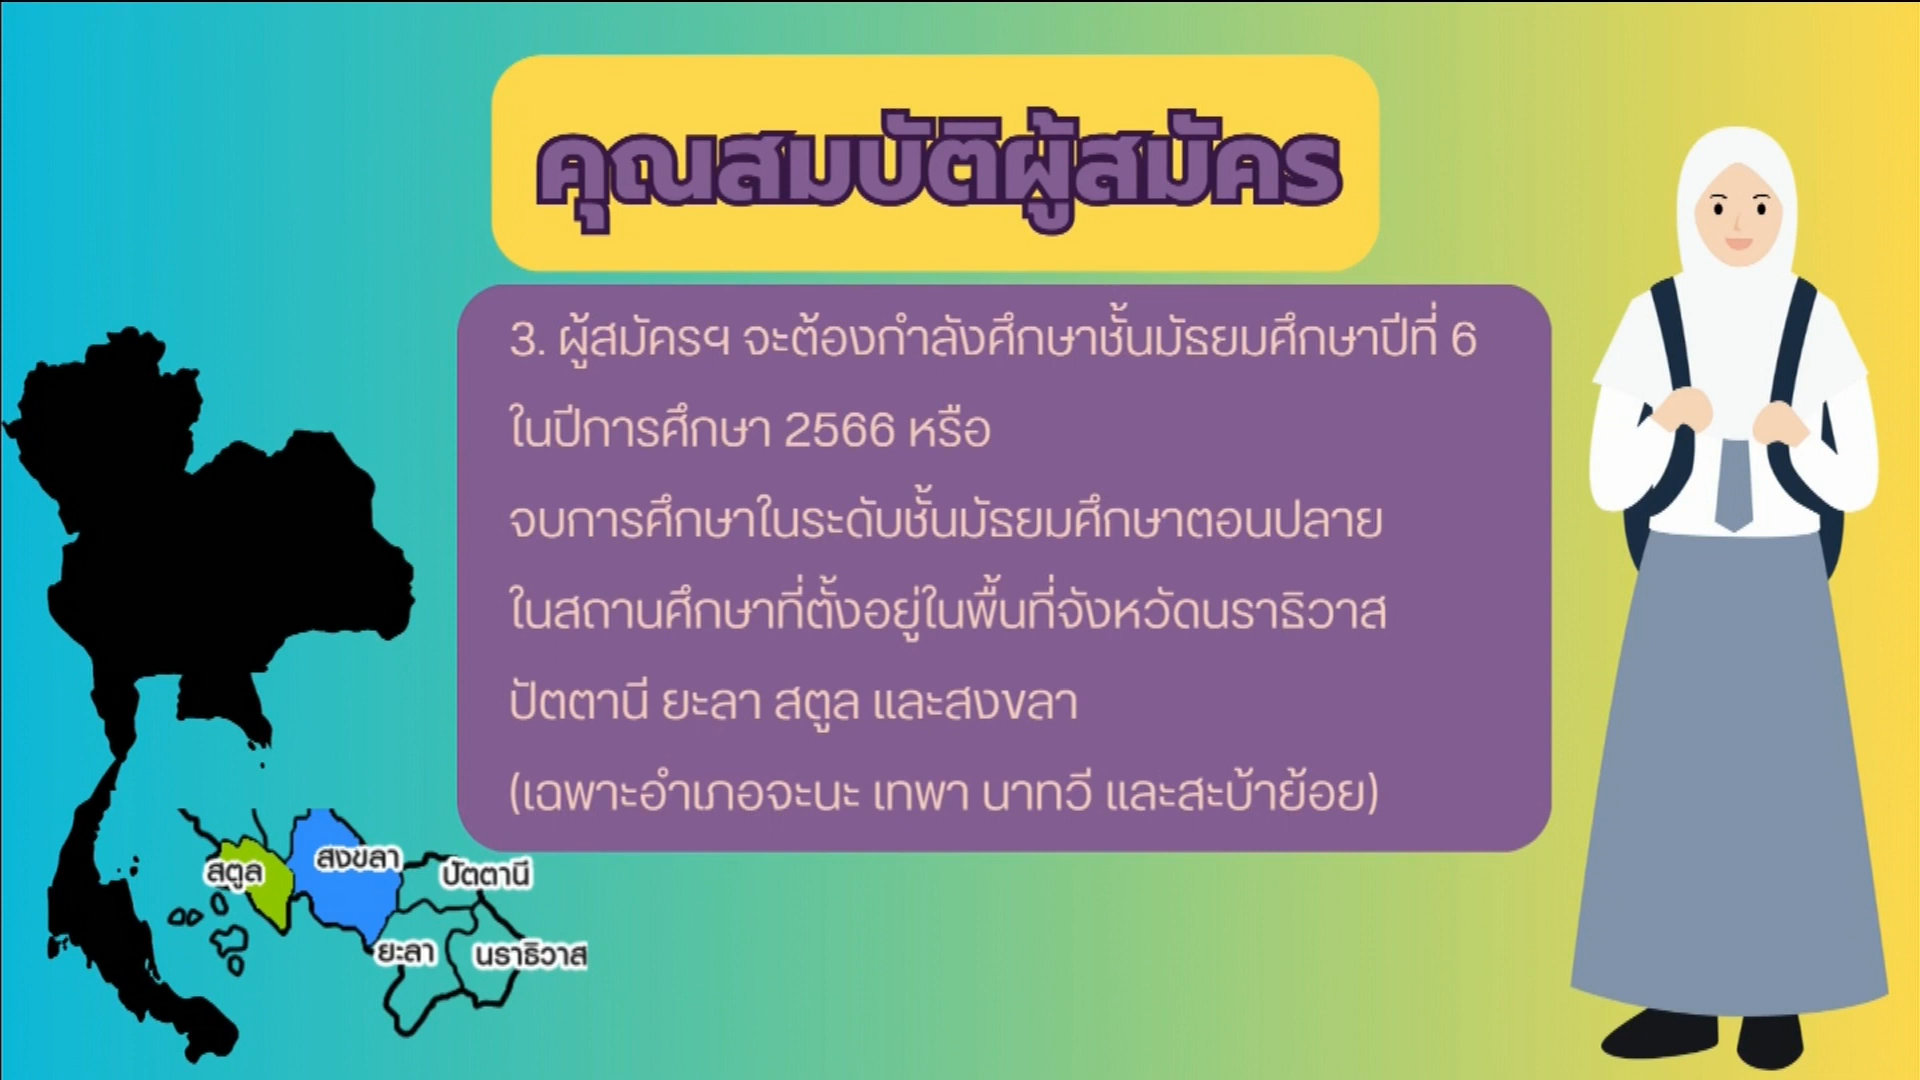 คุณสมบัติผู้สมัคร
3. ผู้สมัครฯ จะต้องกำลังศึกษาชั้นมัธยมศึกษาปีที่ 6
ในปีการศึกษา 2566 หรือ
จบการศึกษาในระดับชั้นมัธยมศึกษาตอนปลาย
ในสถานศึกษาที่ตั้งอยู่ในพื้นที่จังหวัดนราธิวาส
ปัตตานี ยะลา สตูล และสงขลา
(เฉพาะอำเภอจะนะ เทพา นาทวี และสะบ้าย้อย)
สตูล
สงขลา
ปัตตานี
ยะลา
นราธิวาส